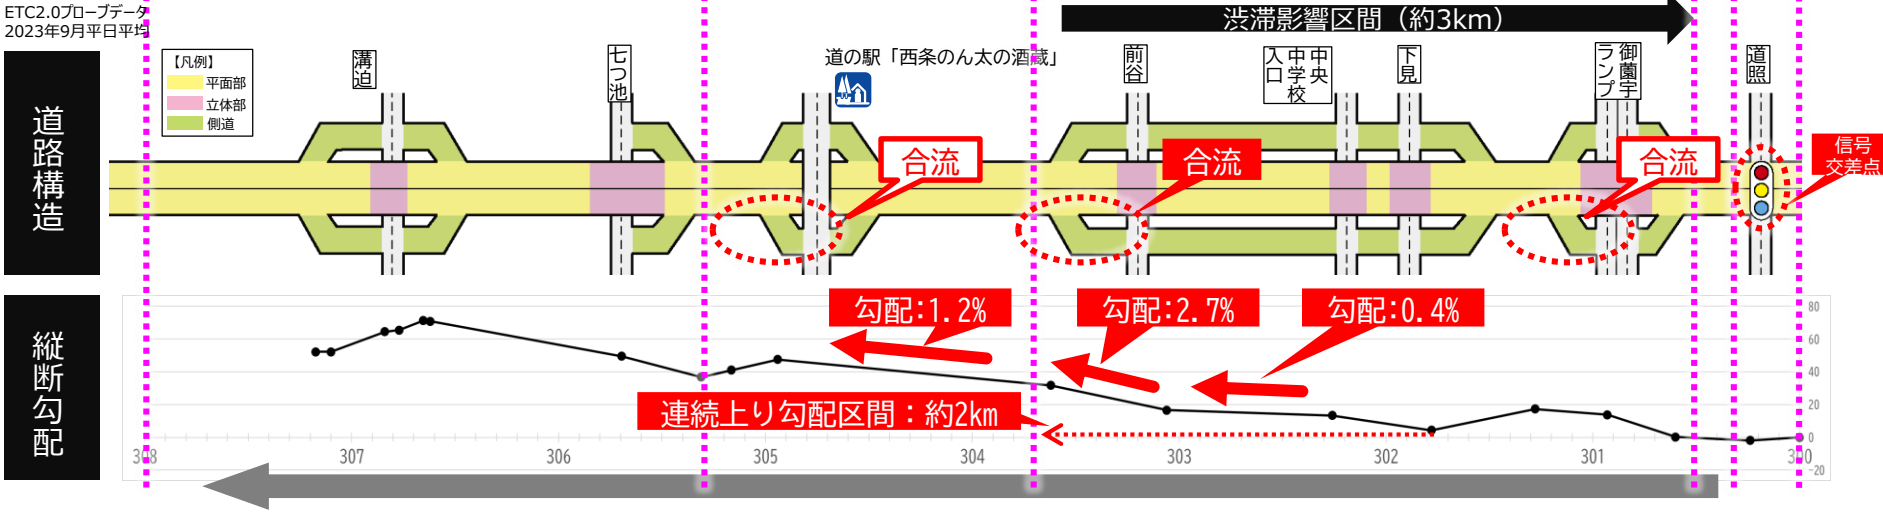 ETC2.0プローブデータ
2023年9月平日平均
渋滞影響区間（約3km）
道路構造
【凡例】
平面部
立体部
側道
溝迫
七つ池
道の駅「西条のん太の酒蔵」
前谷
中央
中学校
入口
下見
御薗宇
ランプ
道照
合流
合流
合流
信号
交差点
縦断勾配
勾配：1.2%
勾配：2.7%
勾配：0.4%
連続上り勾配区間：約2km
80
60
40
20
0
-20
308
307
306
305
304
303
302
301
300